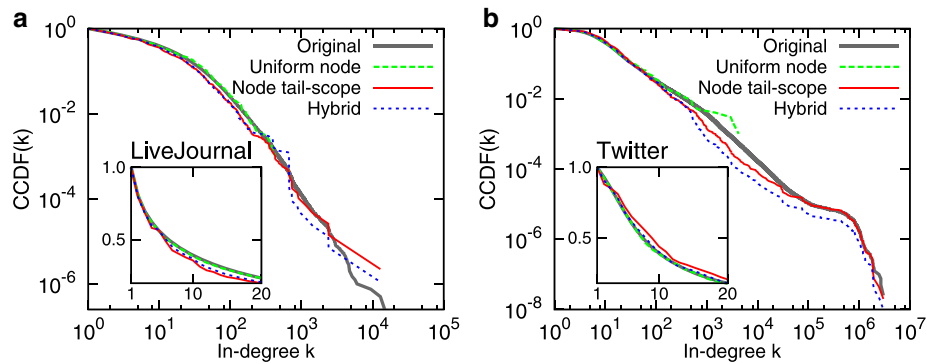 a
CCDF(k)
10^0
10^-2
10^-4
10^-6
Original
Uniform node
Node tail-scope
Hybrid
LiveJournal
1.0
0.5
1 10 20
10^0 10^1 10^2 10^3 10^4 10^5
In-degree k
b
CCDF(k)
10^0
10^-2
10^-4
10^-6
10^-8
Original
Uniform node
Node tail-scope
Hybrid
Twitter
1.0
0.5
1 10 20
10^0 10^1 10^2 10^3 10^4 10^5 10^6 10^7
In-degree k